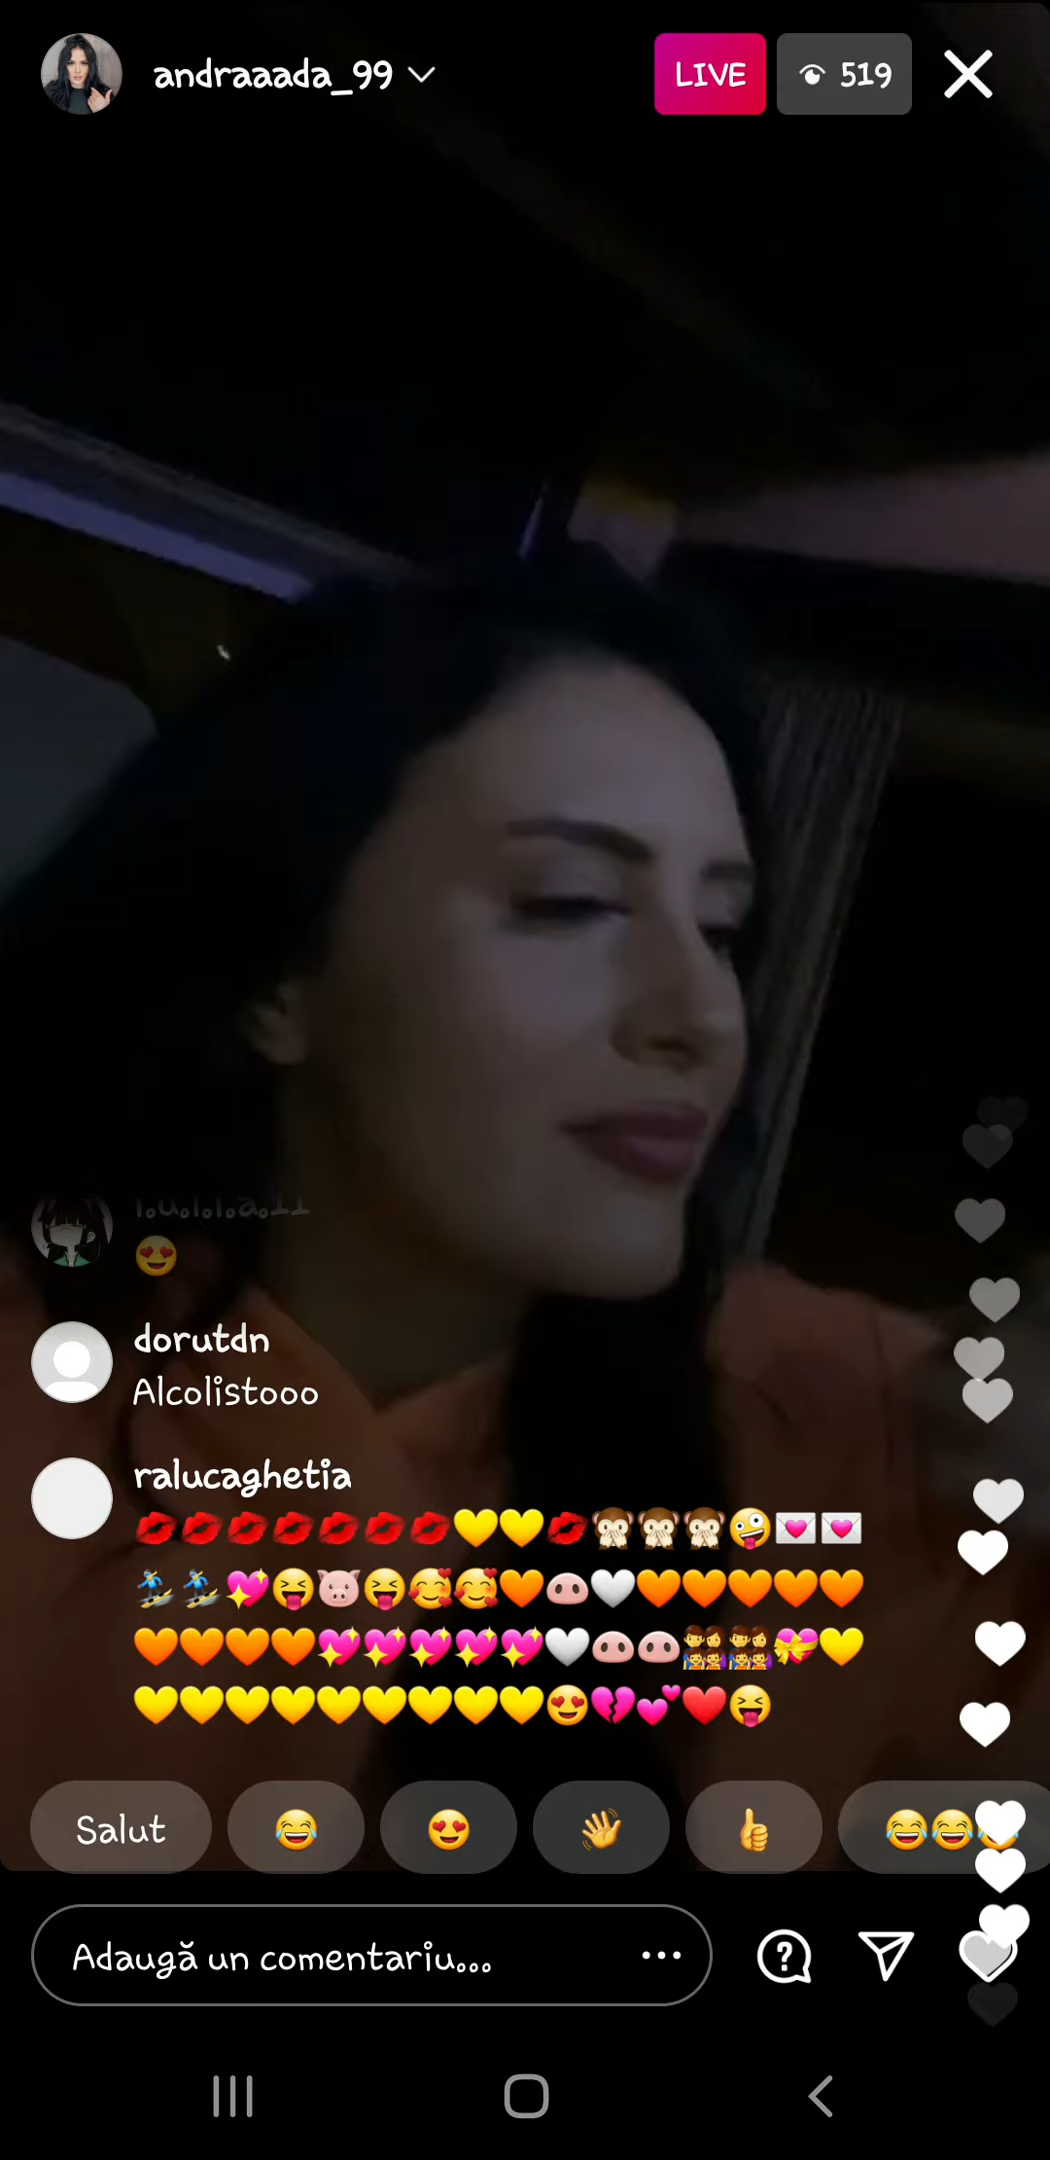 andraaada_99
LIVE
519
😍
dorutdn
Alcolistooo
ralucaghetia
💋💋💋💋💋💋💋💛💛💋🙊🙊🙊🤪💌💌
🏂🏂💖😝🐷😝🥰🥰🧡🐽🤍🧡🧡🧡🧡🧡
🧡🧡🧡🧡💖💖💖💖💖🤍🐽🐽👨‍👩‍👧‍👦👨‍👩‍👧‍👦💝💛
💛💛💛💛💛💛💛💛💛😍💔💕❤️😝
Salut 😂 😍 👋 👍 😂😂😂
Adaugă un comentariu...